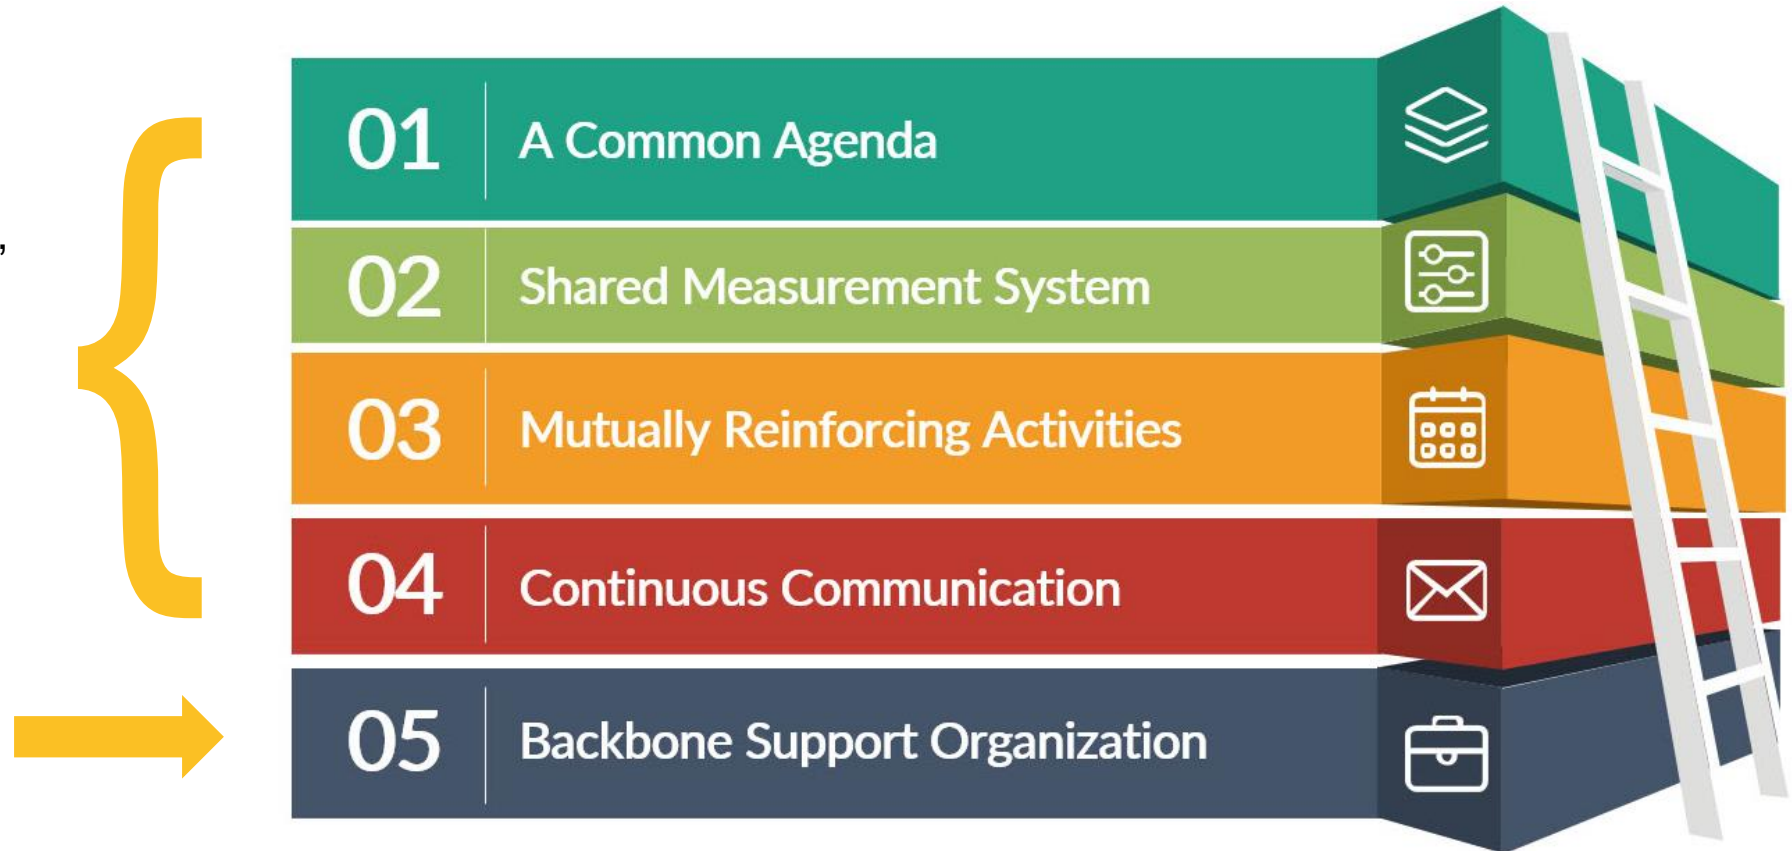 01 A Common Agenda
,
02 Shared Measurement System
03 Mutually Reinforcing Activities
04 Continuous Communication
05 Backbone Support Organization